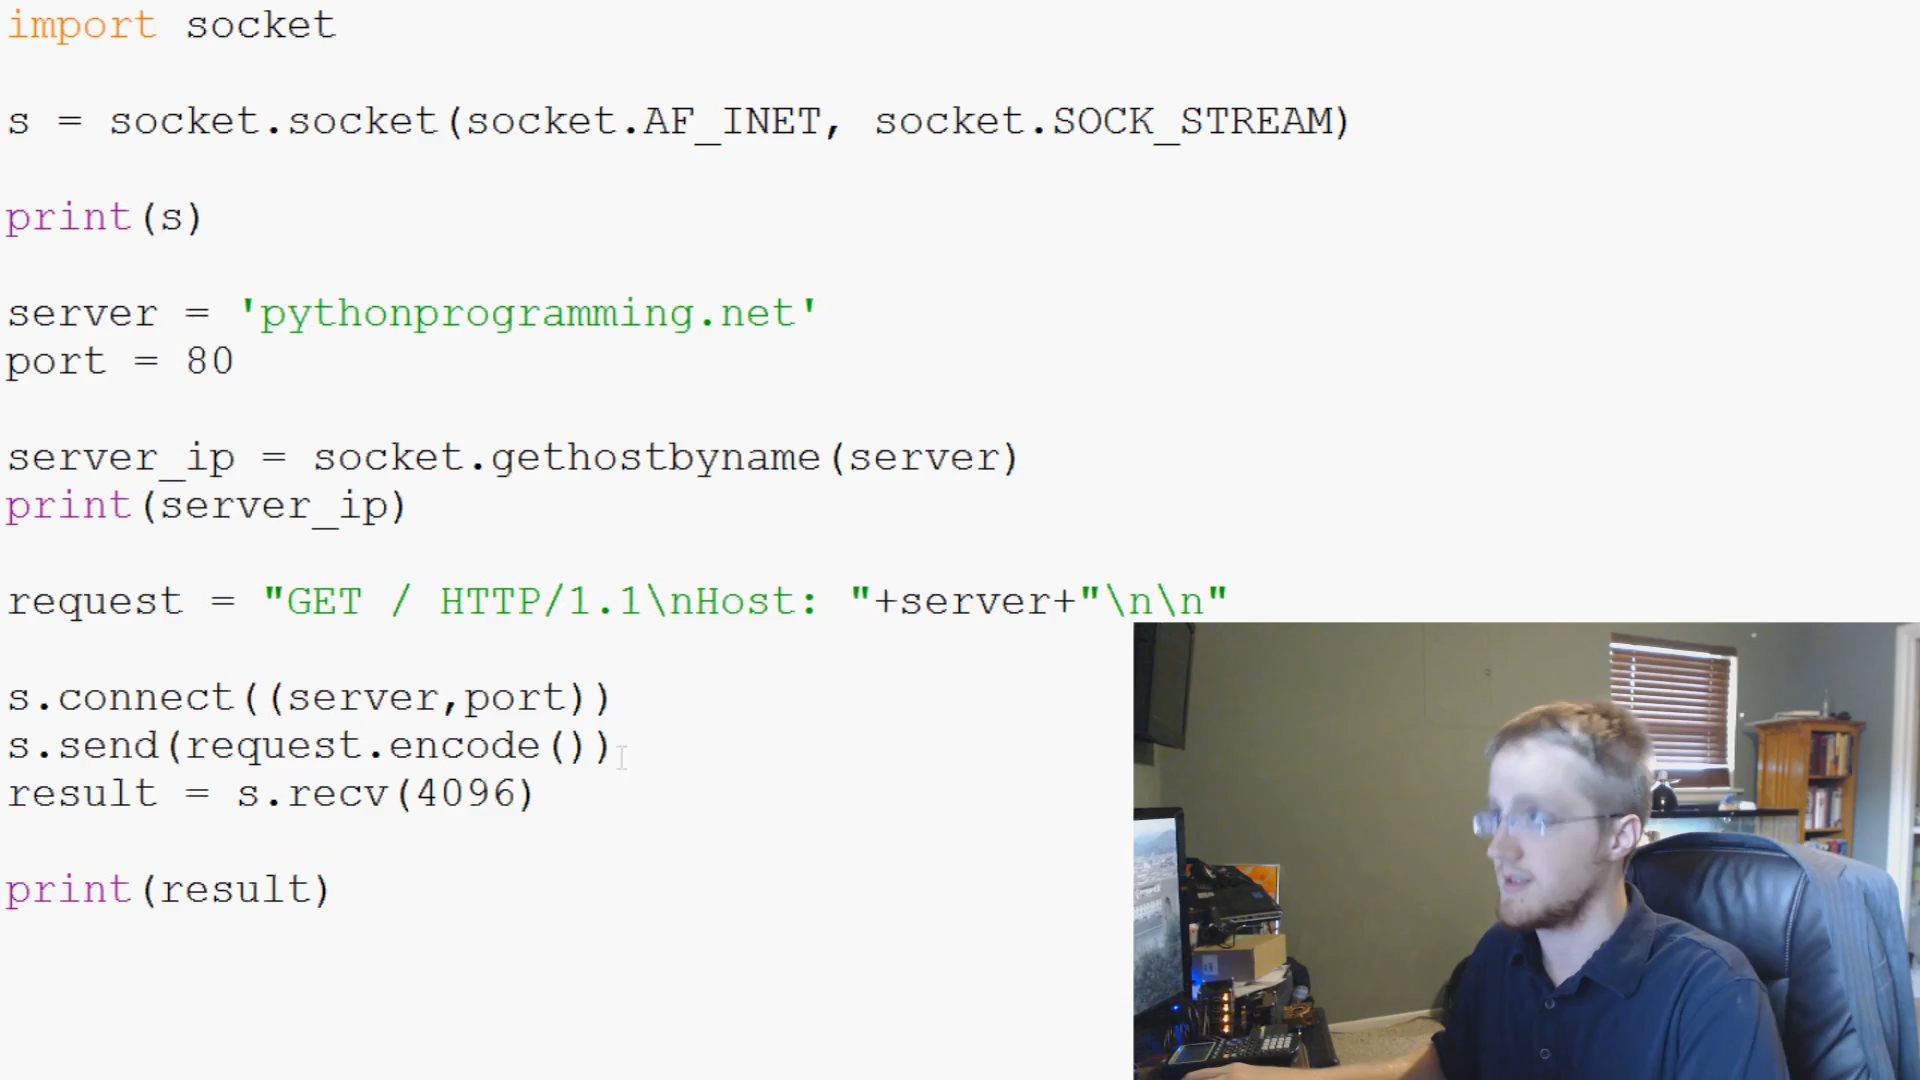 import socket
s = socket.socket(socket.AF_INET, socket.SOCK_STREAM)
print(s)
server = 'pythonprogramming.net'
port = 80
server_ip = socket.gethostbyname(server)
print(server_ip)
request = "GET / HTTP/1.1\nHost: "+server+"\n\n"
s.connect((server,port))
s.send(request.encode())
result = s.recv(4096)
print(result)